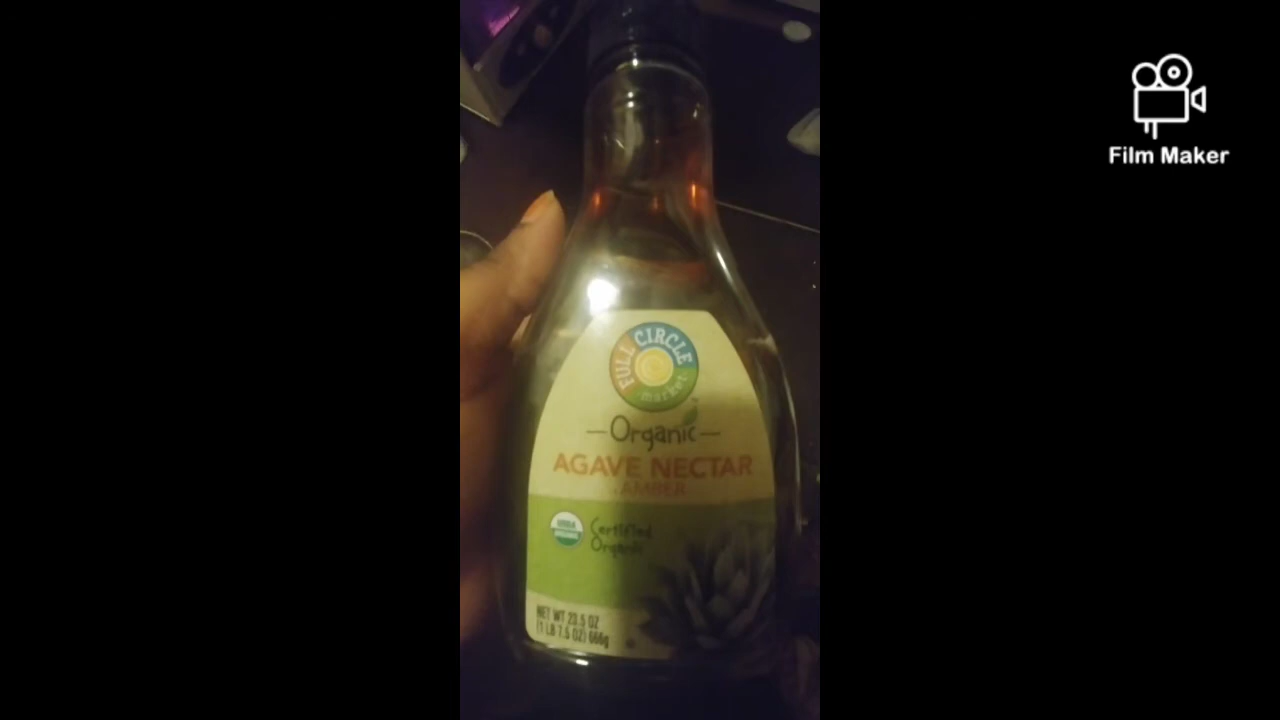 Film Maker
FULL CIRCLE
market
Organic
AGAVE NECTAR
AMBER
USDA
ORGANIC
Certified
Organic
NET WT 23.5 OZ
(1 LB 7.5 OZ) 666g